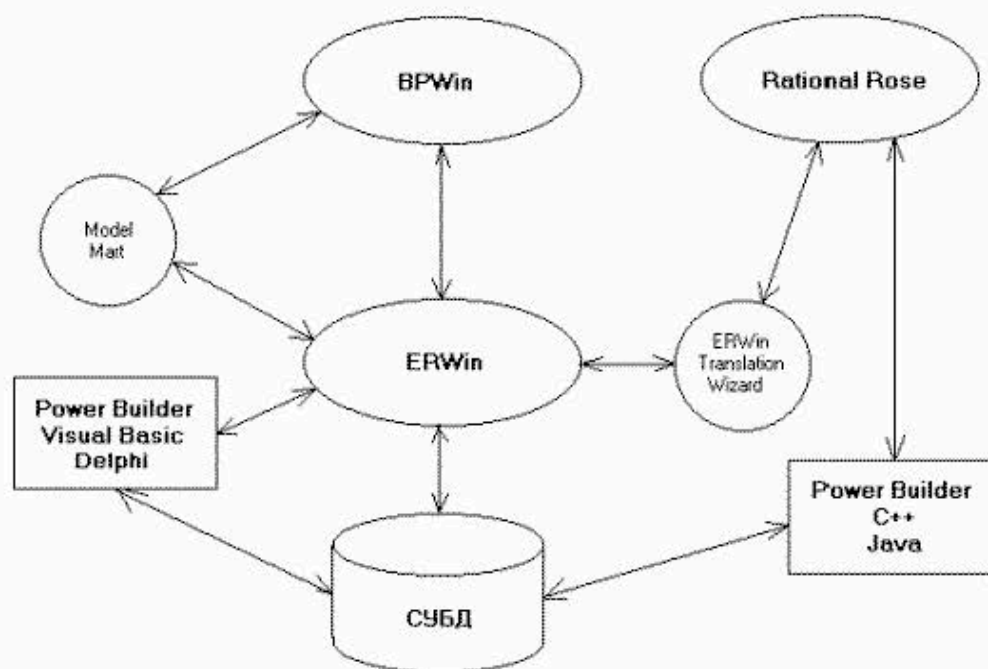 BPWin
Rational Rose
Model
Mart
ERWin
ERWin
Translation
Wizard
Power Builder
Visual Basic
Delphi
Power Builder
C++
Java
СУБД